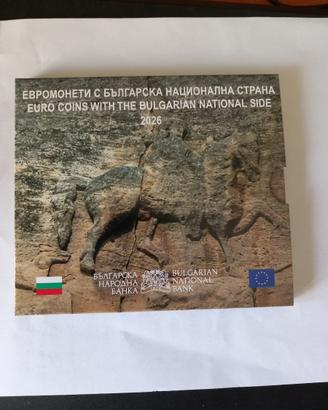 ЕВРОМОНЕТИ С БЪЛГАРСКА НАЦИОНАЛНА СТРАНА
EURO COINS WITH THE BULGARIAN NATIONAL SIDE
2026
БЪЛГАРСКА
НАРОДНА
БАНКА
BULGARIAN
NATIONAL
BANK